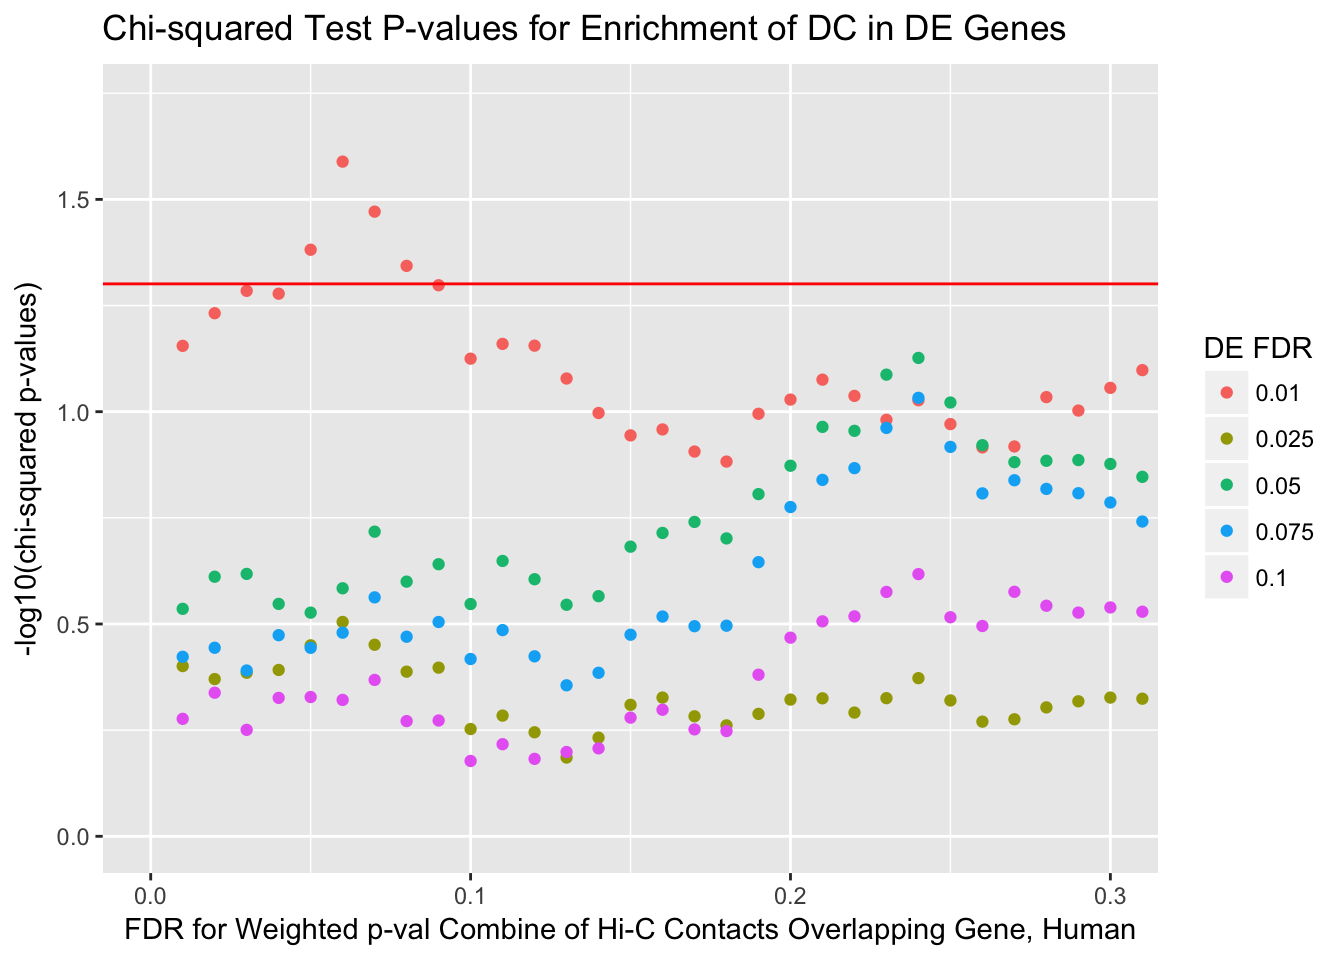 Chi-squared Test P-values for Enrichment of DC in DE Genes
-log10(chi-squared p-values)
1.5
1.0
0.5
0.0
0.0 0.1 0.2 0.3
FDR for Weighted p-val Combine of Hi-C Contacts Overlapping Gene, Human
DE FDR
0.01
0.025
0.05
0.075
0.1